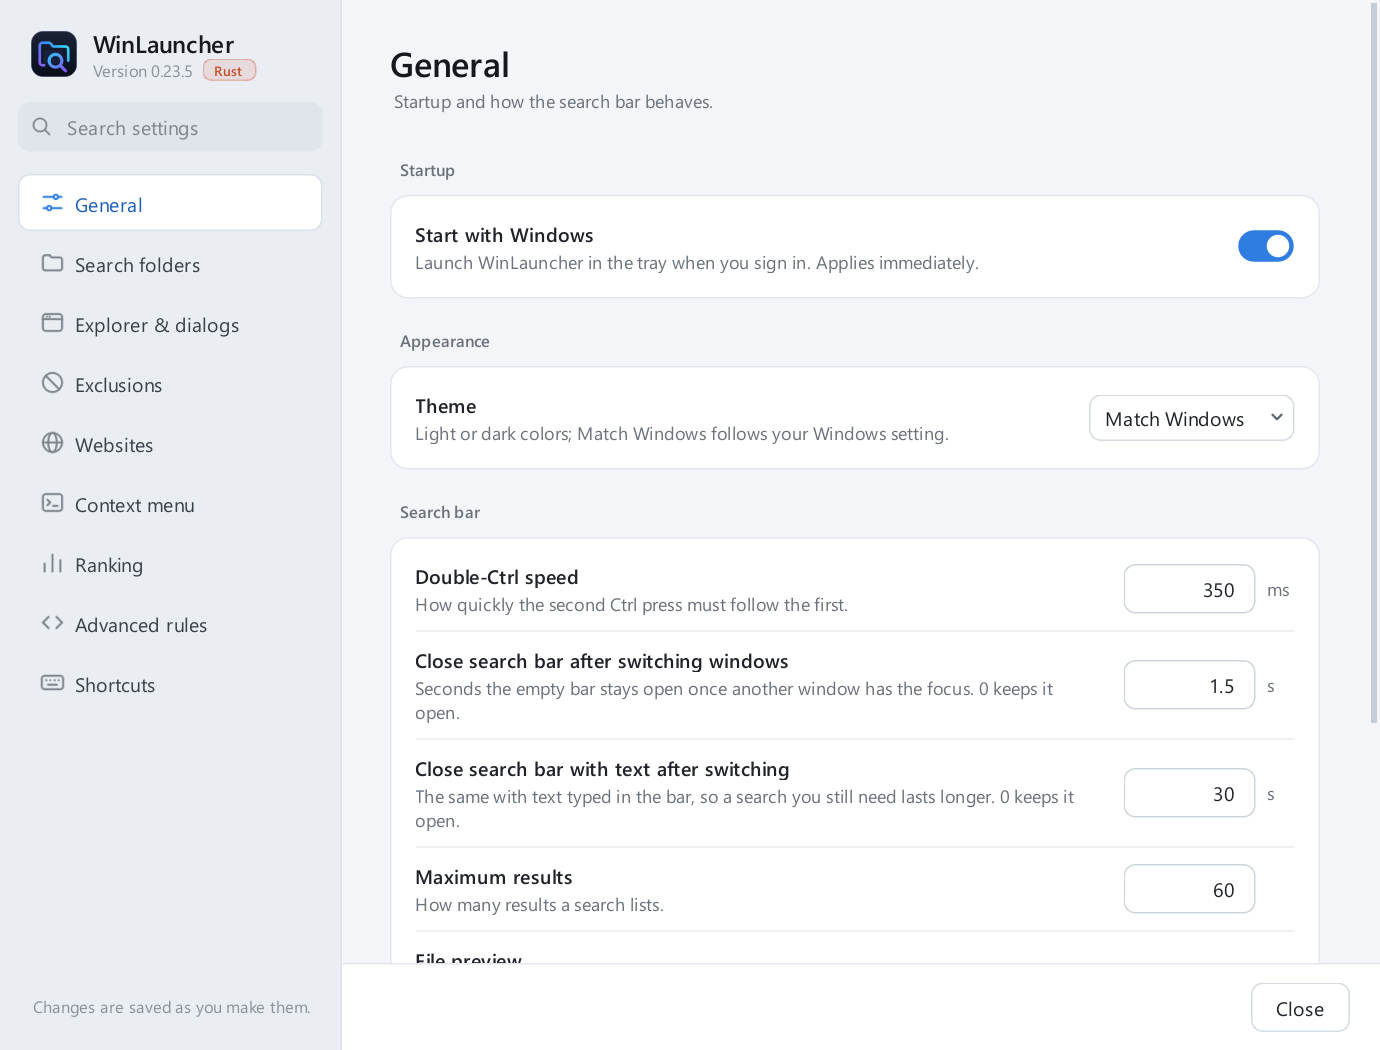 WinLauncher
Version 0.23.5 Rust
Search settings
General
Search folders
Explorer & dialogs
Exclusions
Websites
Context menu
Ranking
Advanced rules
Shortcuts
Changes are saved as you make them.
General
Startup and how the search bar behaves.
Startup
Start with Windows
Launch WinLauncher in the tray when you sign in. Applies immediately.
Appearance
Theme
Light or dark colors; Match Windows follows your Windows setting.
Match Windows
Search bar
Double-Ctrl speed
How quickly the second Ctrl press must follow the first.
350 ms
Close search bar after switching windows
Seconds the empty bar stays open once another window has the focus. 0 keeps it
open.
1.5 s
Close search bar with text after switching
The same with text typed in the bar, so a search you still need lasts longer. 0 keeps it
open.
30 s
Maximum results
How many results a search lists.
60
File preview
Close